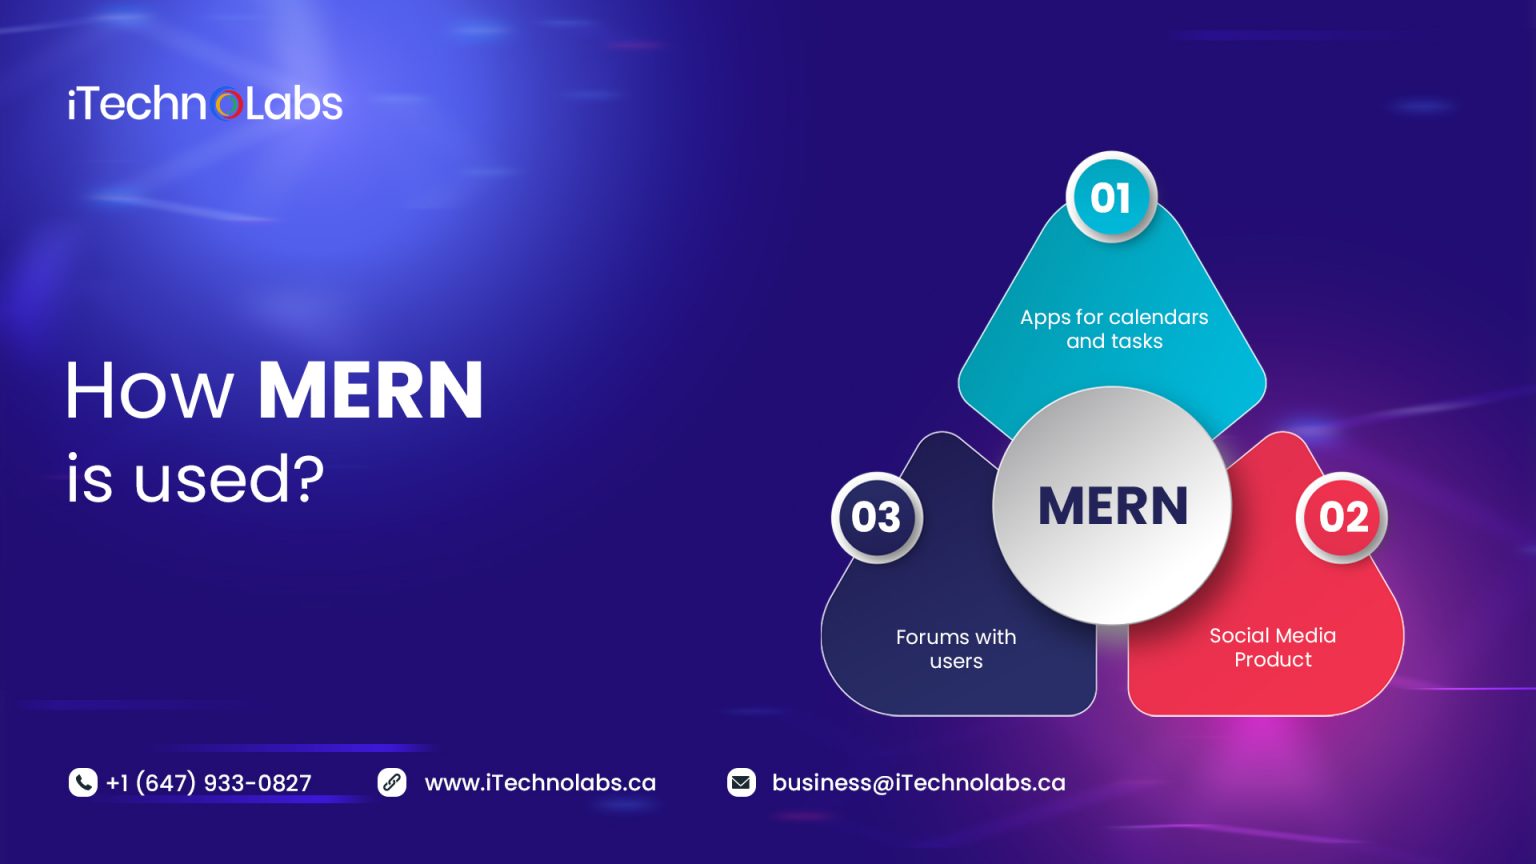 iTechnoLabs
How MERN
is used?
01
Apps for calendars
and tasks
MERN
03
02
Forums with
users
Social Media
Product
+1 (647) 933-0827
www.iTechnolabs.ca
business@iTechnolabs.ca